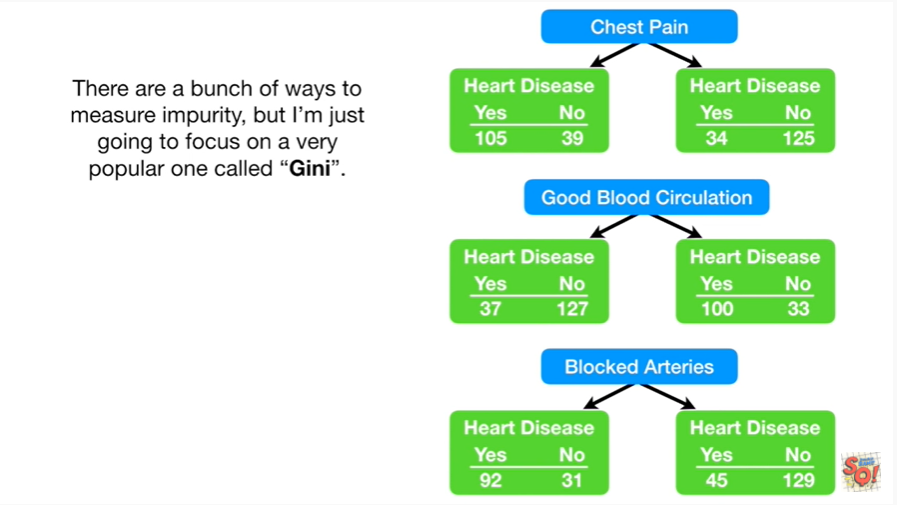 There are a bunch of ways to
measure impurity, but I'm just
going to focus on a very
popular one called “Gini”.
Chest Pain
Heart Disease
Yes No
105 39
Heart Disease
Yes No
34 125
Good Blood Circulation
Heart Disease
Yes No
37 127
Heart Disease
Yes No
100 33
Blocked Arteries
Heart Disease
Yes No
92 31
Heart Disease
Yes No
45 129
SQ!